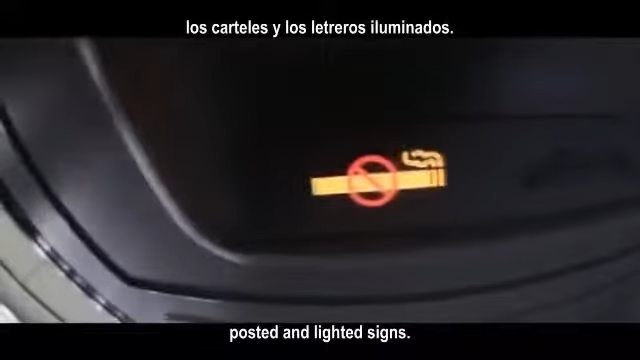 los carteles y los letreros iluminados.
posted and lighted signs.